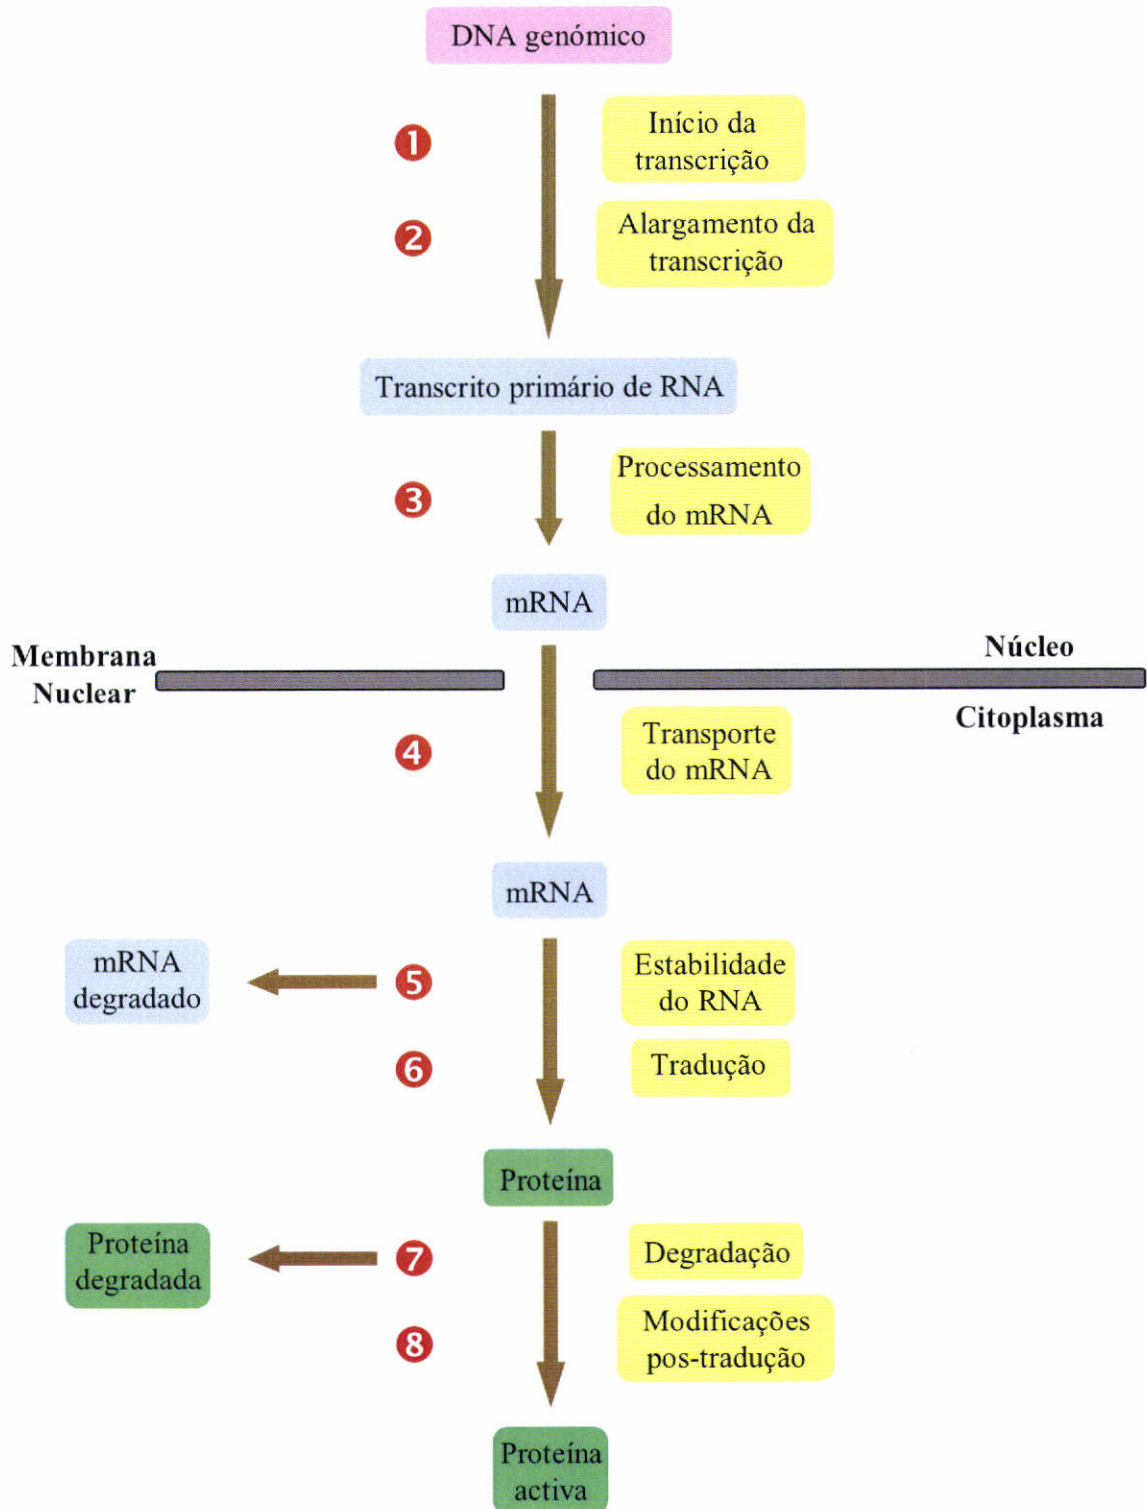 DNA genómico
1
Início da
transcrição
2
Alargamento da
transcrição
Transcrito primário de RNA
3
Processamento
do mRNA
mRNA
Membrana
Nuclear
Núcleo
Citoplasma
4
Transporte
do mRNA
mRNA
mRNA
degradado
5
Estabilidade
do RNA
6
Tradução
Proteína
Proteína
degradada
7
Degradação
8
Modificações
pos-tradução
Proteína
activa